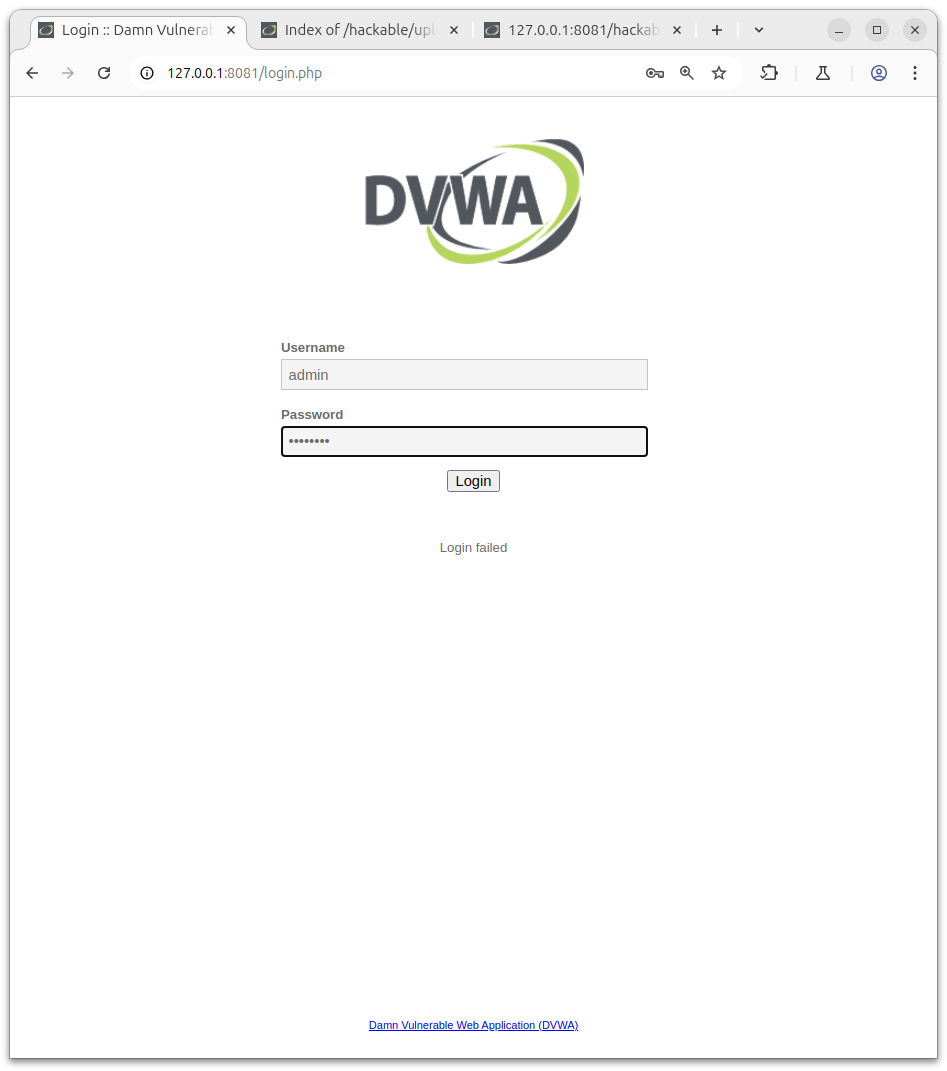 Login :: Damn Vulnerab
Index of /hackable/upl
127.0.0.1:8081/hackab
127.0.0.1:8081/login.php
DVWA
Username
admin
Password
••••••••
Login
Login failed
Damn Vulnerable Web Application (DVWA)